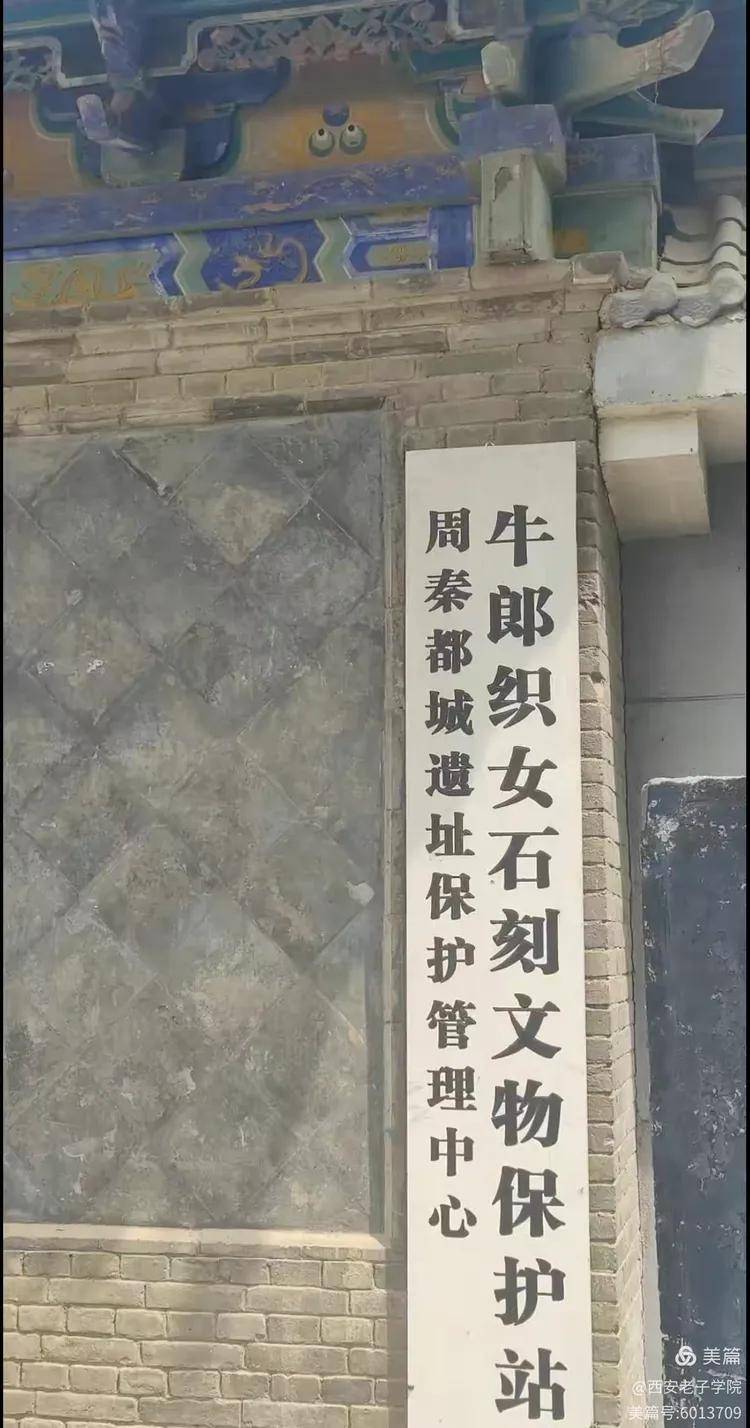 牛郎织女石刻文物保护站
周秦都城遗址保护管理中心
美篇
@西安老子学院
美篇号:6013709